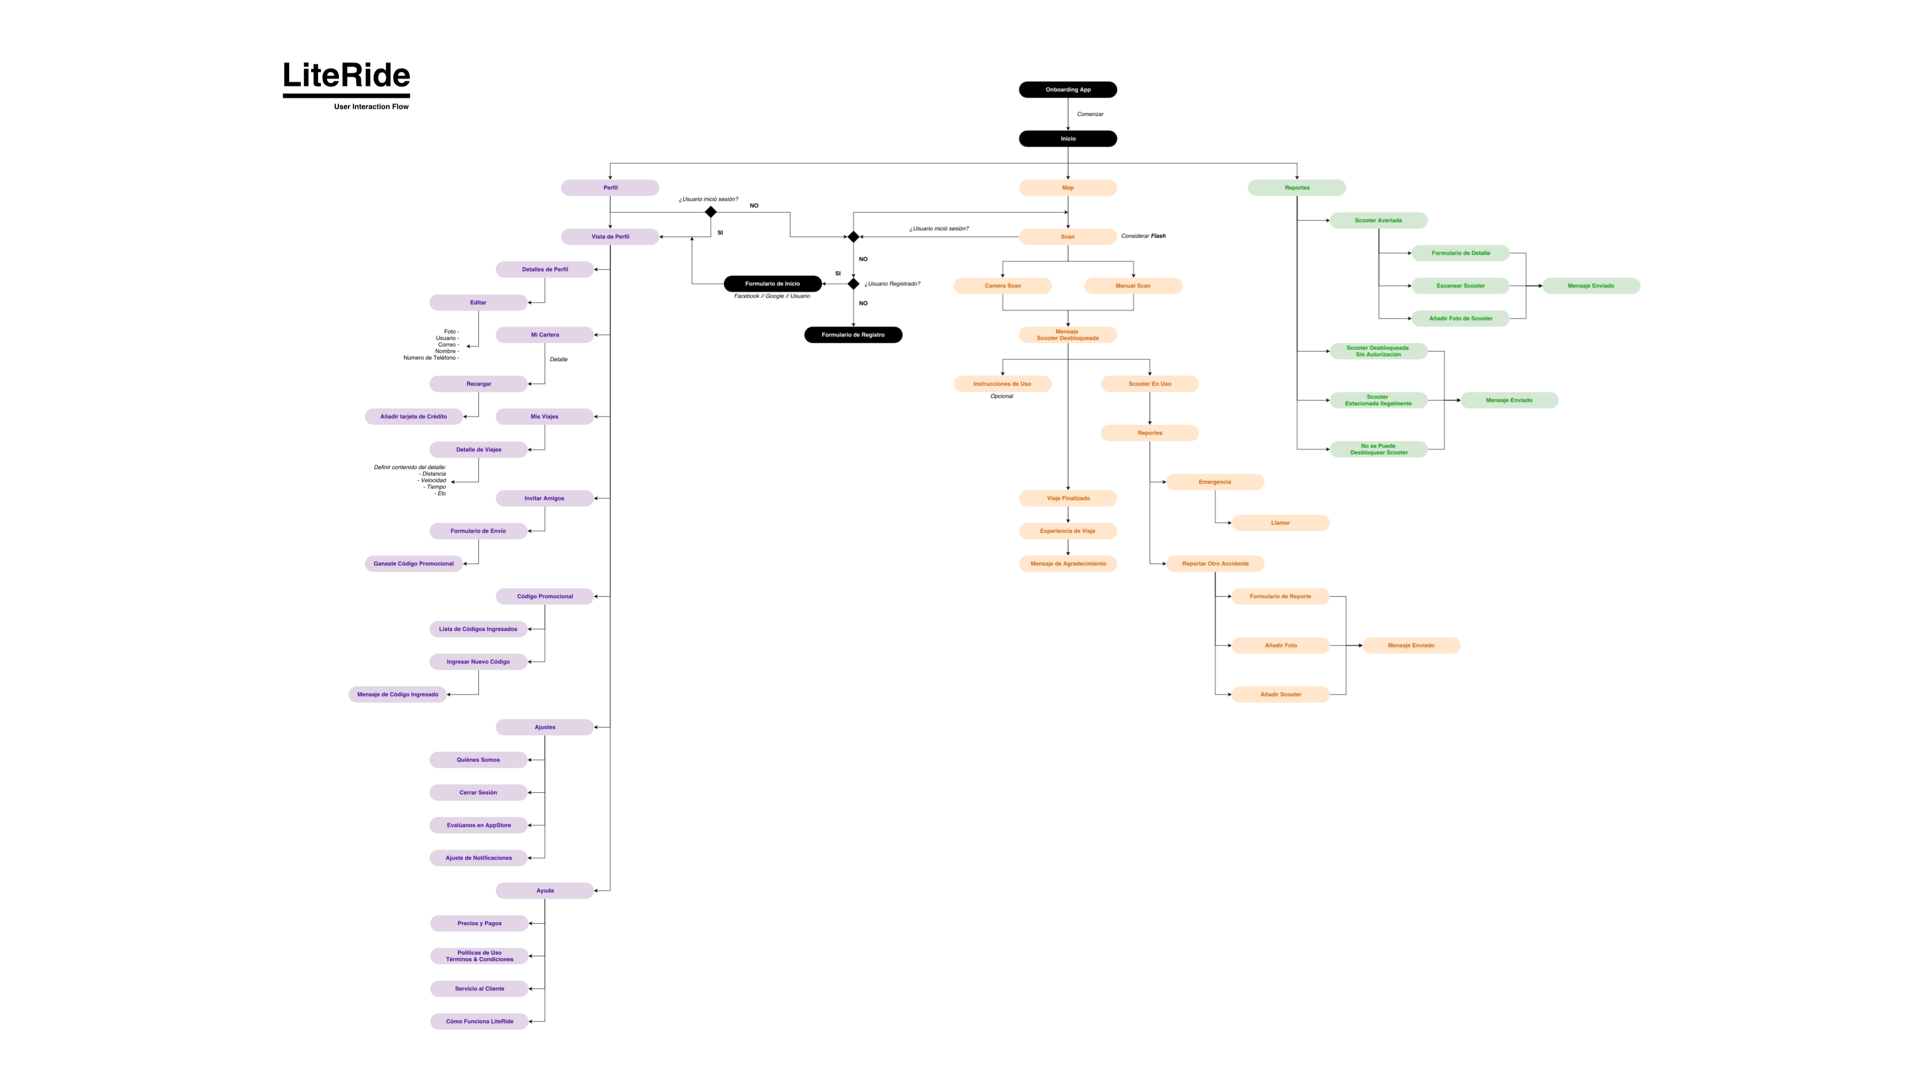 LiteRide
User Interaction Flow
Onboarding App
Comenzar
Inicio
Perfil
Map
Reportes
¿Usuario inició sesión?
NO
SI
Vista de Perfil
¿Usuario inició sesión?
Scan
Considerar Flash
NO
SI
¿Usuario Registrado?
NO
Formulario de Inicio
Facebook // Google // Usuario
Formulario de Registro
Detalles de Perfil
Editar
Foto -
Usuario -
Correo -
Nombre -
Número de Teléfono -
Mi Cartera
Detalle
Recargar
Añadir tarjeta de Crédito
Mis Viajes
Detalle de Viajes
Definir contenido del detalle:
- Distancia
- Velocidad
- Tiempo
- Etc
Invitar Amigos
Formulario de Envío
Ganaste Código Promocional
Código Promocional
Lista de Códigos Ingresados
Ingresar Nuevo Código
Mensaje de Código Ingresado
Ajustes
Quiénes Somos
Cerrar Sesión
Evalúanos en AppStore
Ajuste de Notificaciones
Ayuda
Precios y Pagos
Políticas de Uso
Términos & Condiciones
Servicio al Cliente
Cómo Funciona LiteRide
Camera Scan
Manual Scan
Mensaje
Scooter Desbloqueada
Instrucciones de Uso
Opcional
Scooter En Uso
Reportes
Emergencia
Llamar
Viaje Finalizado
Experiencia de Viaje
Mensaje de Agradecimiento
Reportar Otro Accidente
Formulario de Reporte
Añadir Foto
Añadir Scooter
Mensaje Enviado
Scooter Averiada
Formulario de Detalle
Escanear Scooter
Añadir Foto de Scooter
Mensaje Enviado
Scooter Desbloqueada
Sin Autorización
Scooter
Estacionada Ilegalmente
No se Puede
Desbloquear Scooter
Mensaje Enviado